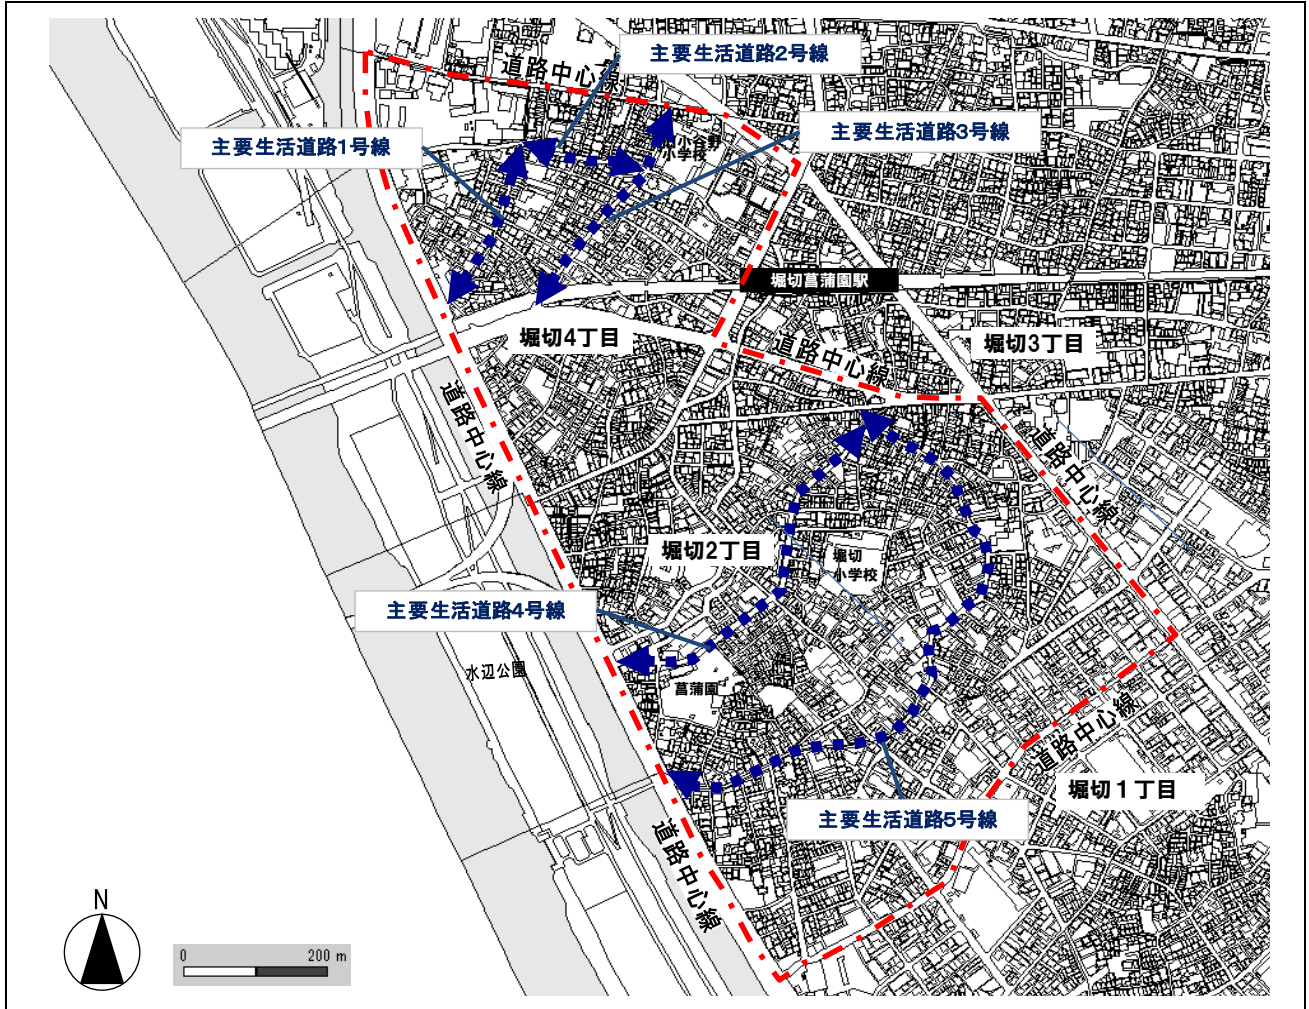 主要生活道路2号線
道路中心線
主要生活道路1号線
主要生活道路3号線
小谷野
小学校
堀切菖蒲園駅
堀切4丁目
道路中心線
堀切3丁目
道路中心線
道路中心線
堀切2丁目
堀切
小学校
主要生活道路4号線
水辺公園
菖蒲園
道路中心線
堀切1丁目
主要生活道路5号線
道路中心線
N
0 200 m